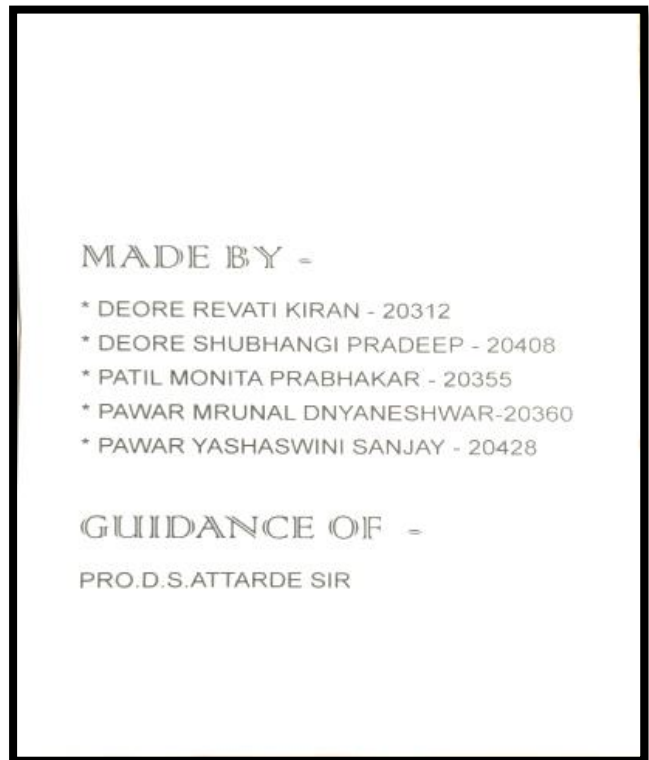 MADE BY -
* DEORE REVATI KIRAN - 20312
* DEORE SHUBHANGI PRADEEP - 20408
* PATIL MONITA PRABHAKAR - 20355
* PAWAR MRUNAL DNYANESHWAR-20360
* PAWAR YASHASWINI SANJAY - 20428
GUIDANCE OF -
PRO.D.S.ATTARDE SIR